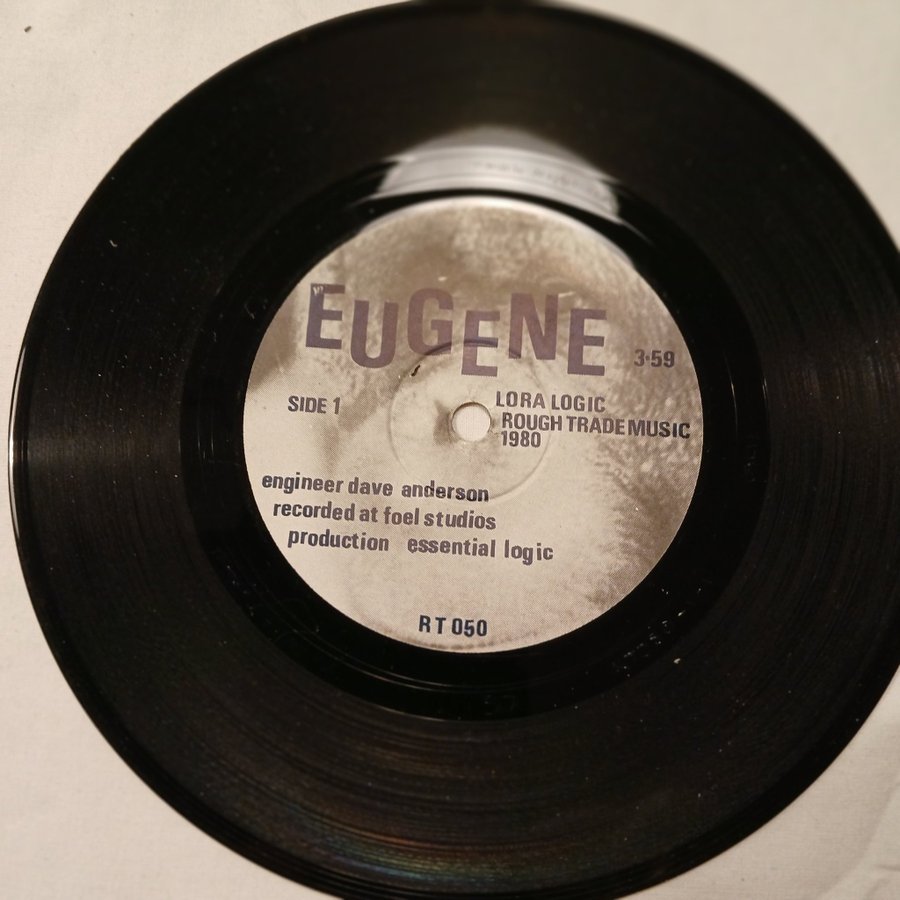 EUGENE
3·59
SIDE 1
LORA LOGIC
ROUGH TRADE MUSIC
1980
engineer dave anderson
recorded at foel studios
production essential logic
RT 050